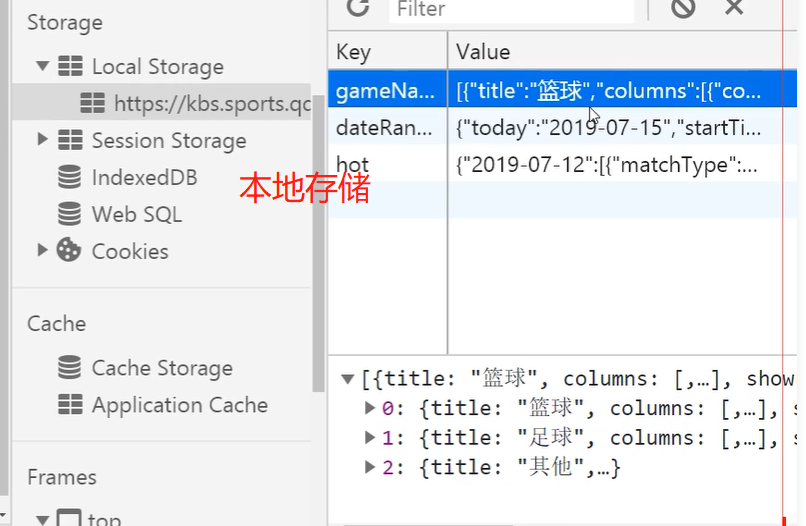 Storage
Local Storage
https://kbs.sports.qc
Session Storage
IndexedDB
Web SQL
Cookies
本地存储
Cache
Cache Storage
Application Cache
Frames
top
Filter
Key Value
gameNa... [{"title":"篮球","columns":[{"co...
dateRan... {"today":"2019-07-15","startTi...
hot {"2019-07-12":[{"matchType":...
[{title: "篮球", columns: [,…], show
0: {title: "篮球", columns: [,…], s
1: {title: "足球", columns: [,…], s
2: {title: "其他",…}